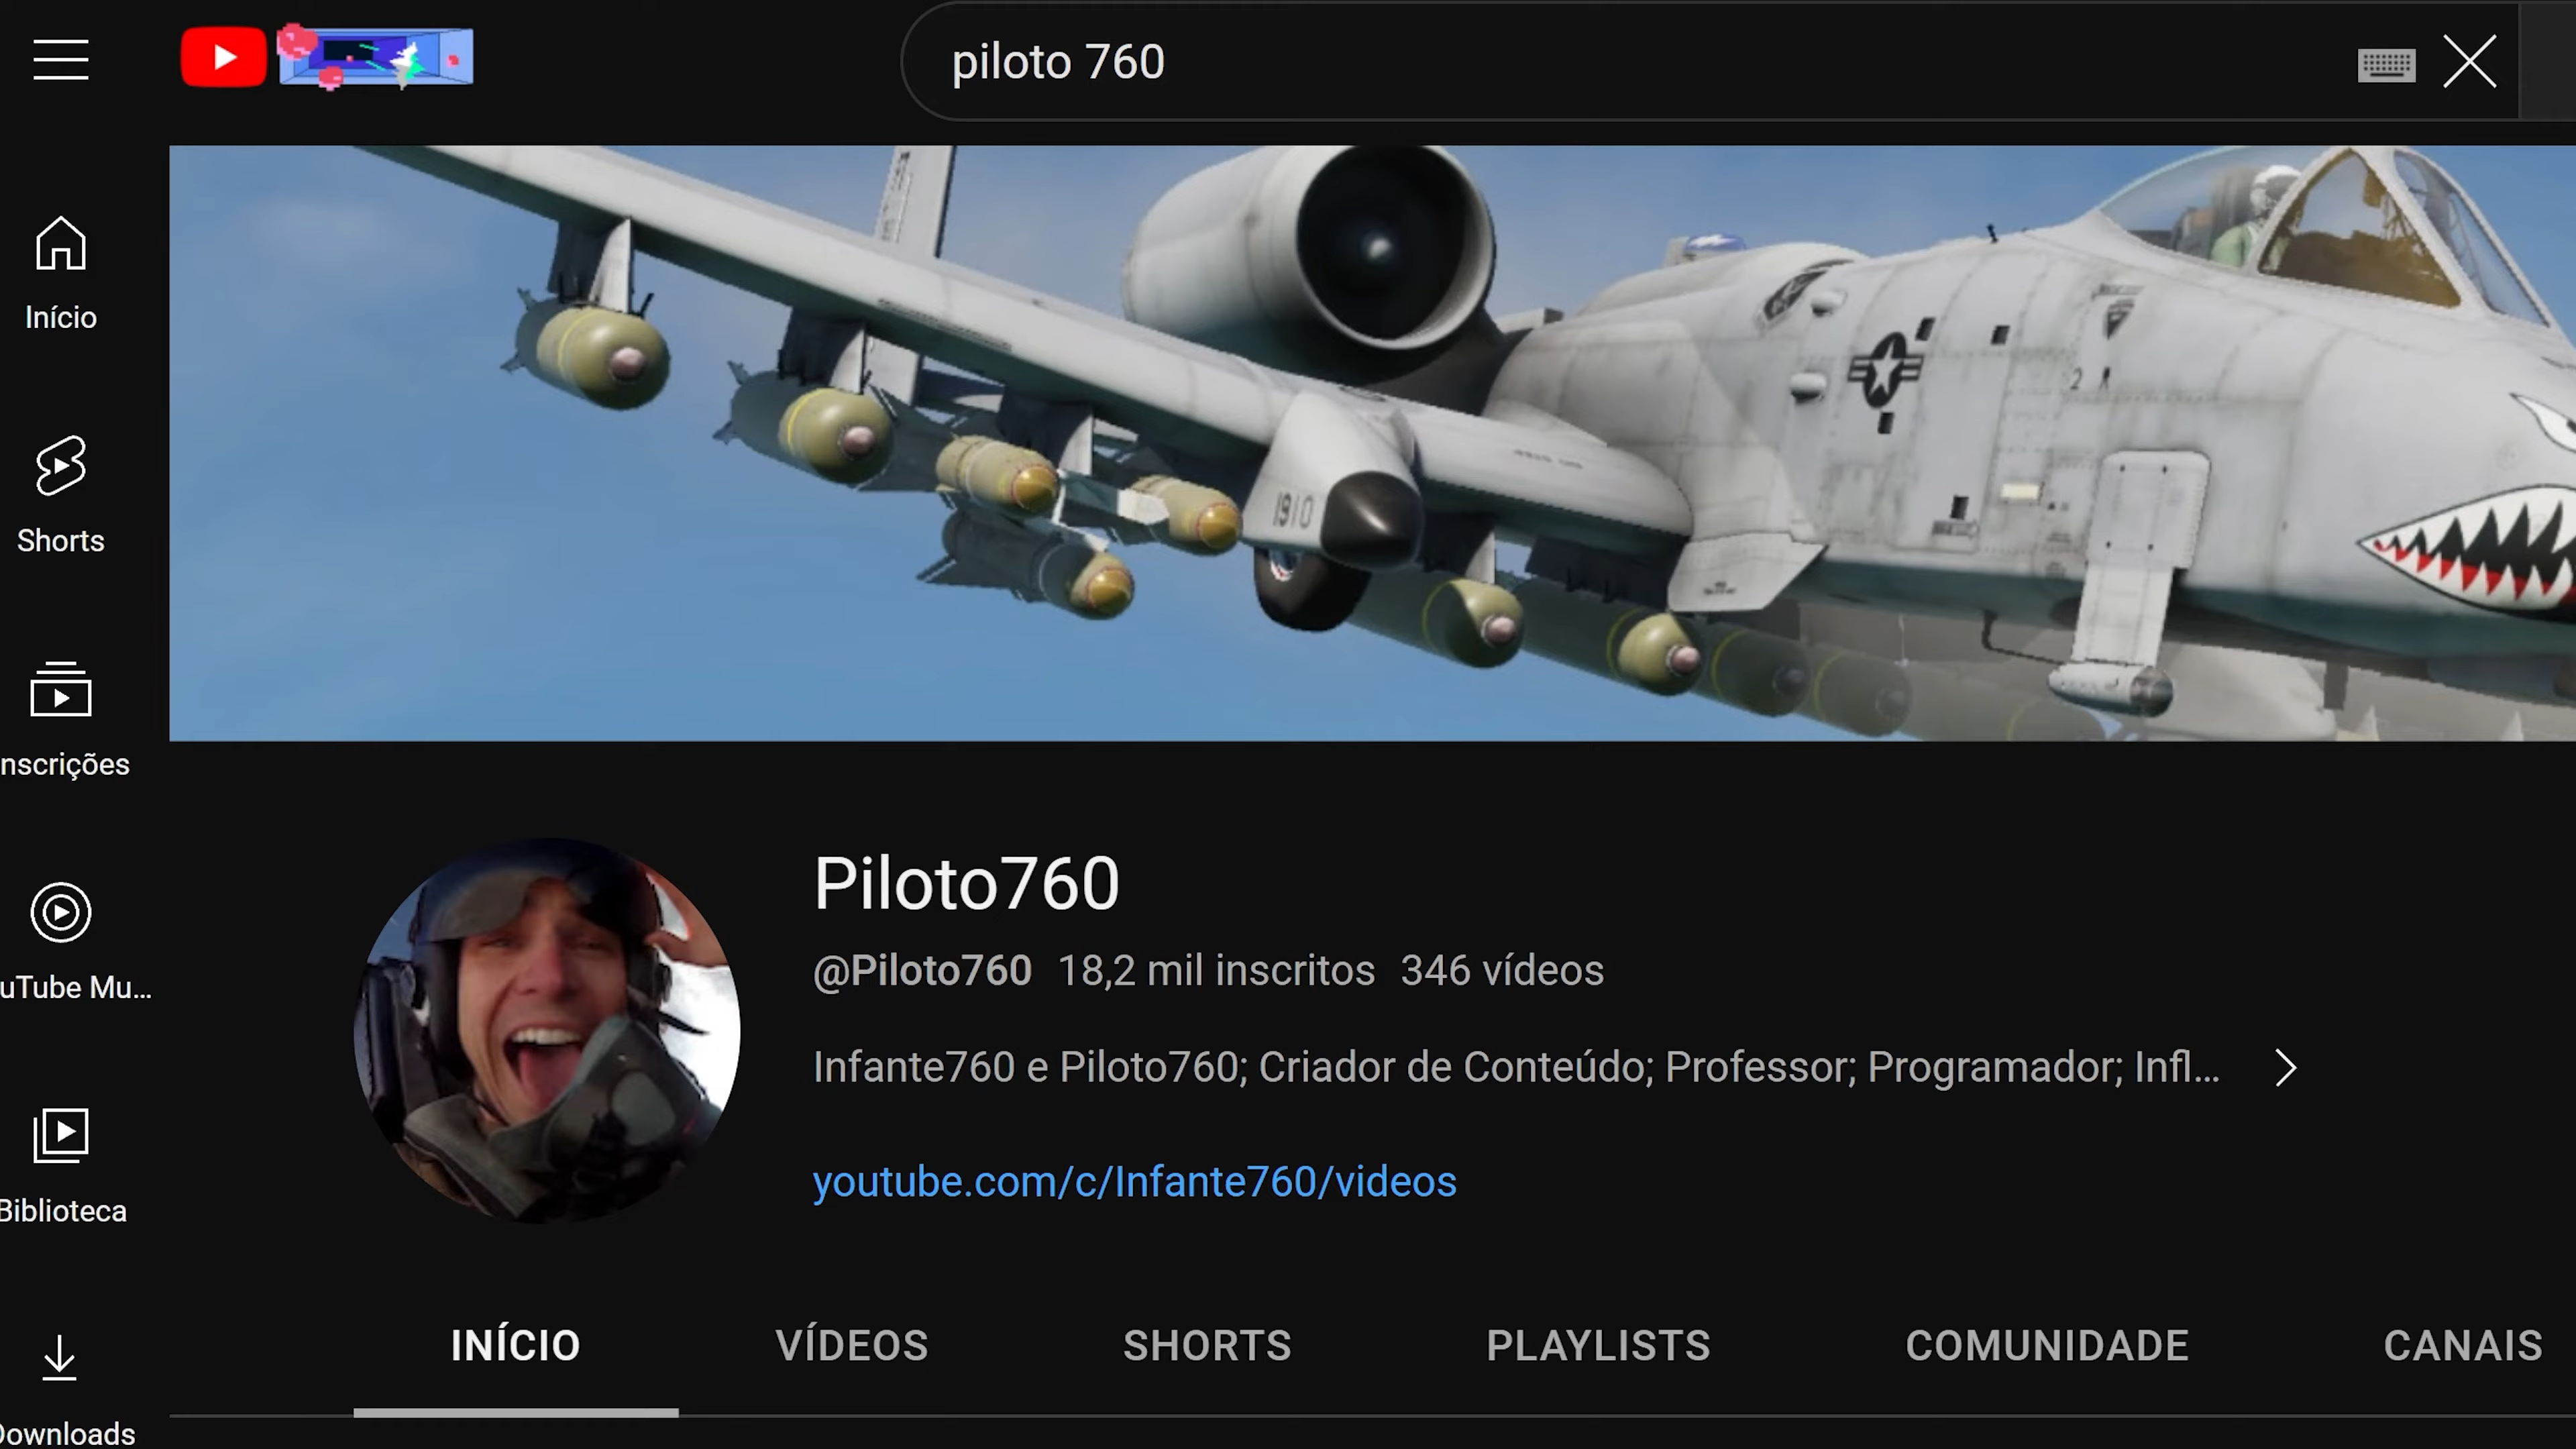 piloto 760
Início
Shorts
nscrições
uTube Mu...
Biblioteca
Downloads
1910
Piloto760
@Piloto760 18,2 mil inscritos 346 vídeos
Infante760 e Piloto760; Criador de Conteúdo; Professor; Programador; Infl...
youtube.com/c/Infante760/videos
INÍCIO VÍDEOS SHORTS PLAYLISTS COMUNIDADE CANAIS